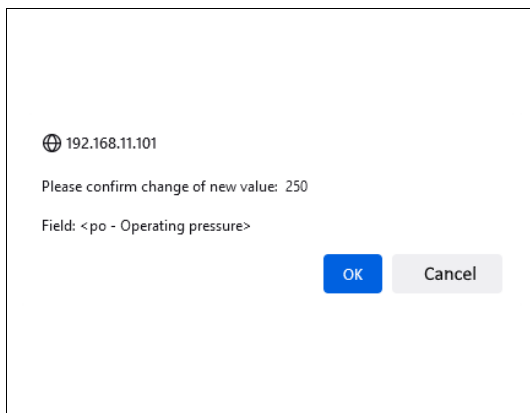 192.168.11.101
Please confirm change of new value: 250
Field: <po - Operating pressure>
OK Cancel